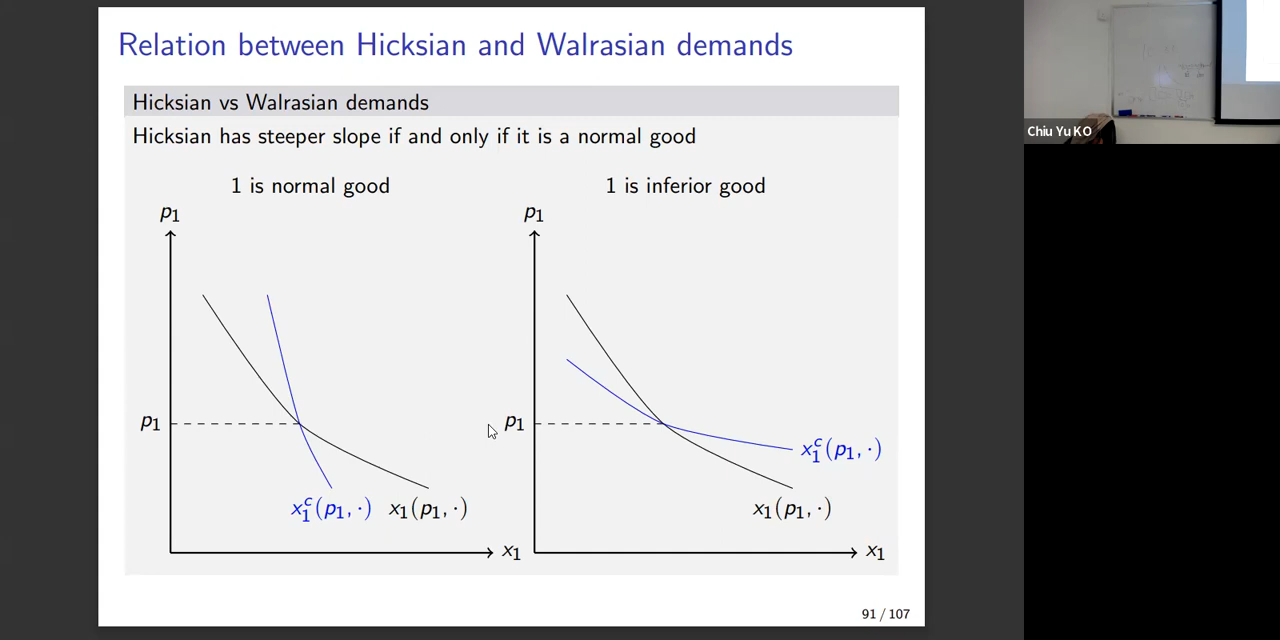 Relation between Hicksian and Walrasian demands
Hicksian vs Walrasian demands
Hicksian has steeper slope if and only if it is a normal good
1 is normal good
1 is inferior good
p₁
p₁
p₁
p₁
x₁ᶜ(p₁, ·)
x₁(p₁, ·)
x₁ᶜ(p₁, ·)
x₁(p₁, ·)
x₁
x₁
91 / 107
Chiu Yu KO